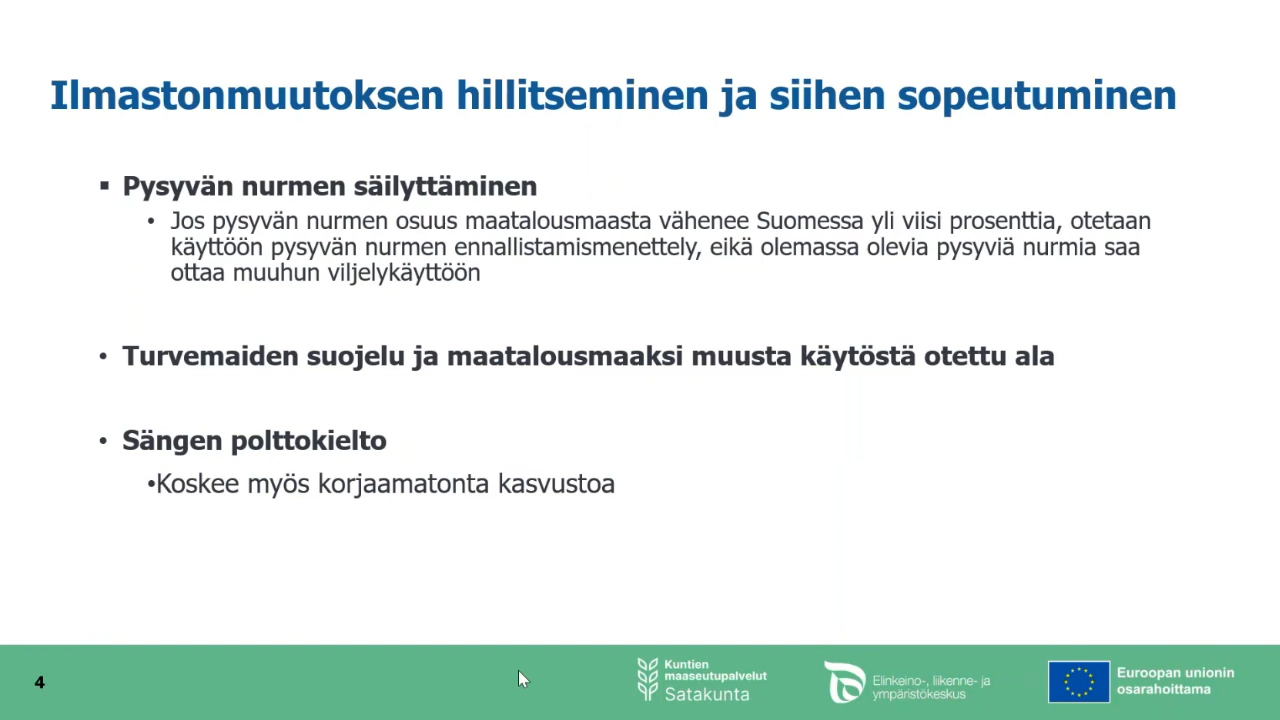 Ilmastonmuutoksen hillitseminen ja siihen sopeutuminen
▪ Pysyvän nurmen säilyttäminen
• Jos pysyvän nurmen osuus maatalousmaasta vähenee Suomessa yli viisi prosenttia, otetaan
käyttöön pysyvän nurmen ennallistamismenettely, eikä olemassa olevia pysyviä nurmia saa
ottaa muuhun viljelykäyttöön
• Turvemaiden suojelu ja maatalousmaaksi muusta käytöstä otettu ala
• Sängen polttokielto
•Koskee myös korjaamatonta kasvustoa
4
Kuntien
maaseutupalvelut
Satakunta
Elinkeino-, liikenne- ja
ympäristökeskus
Euroopan unionin
osarahoittama